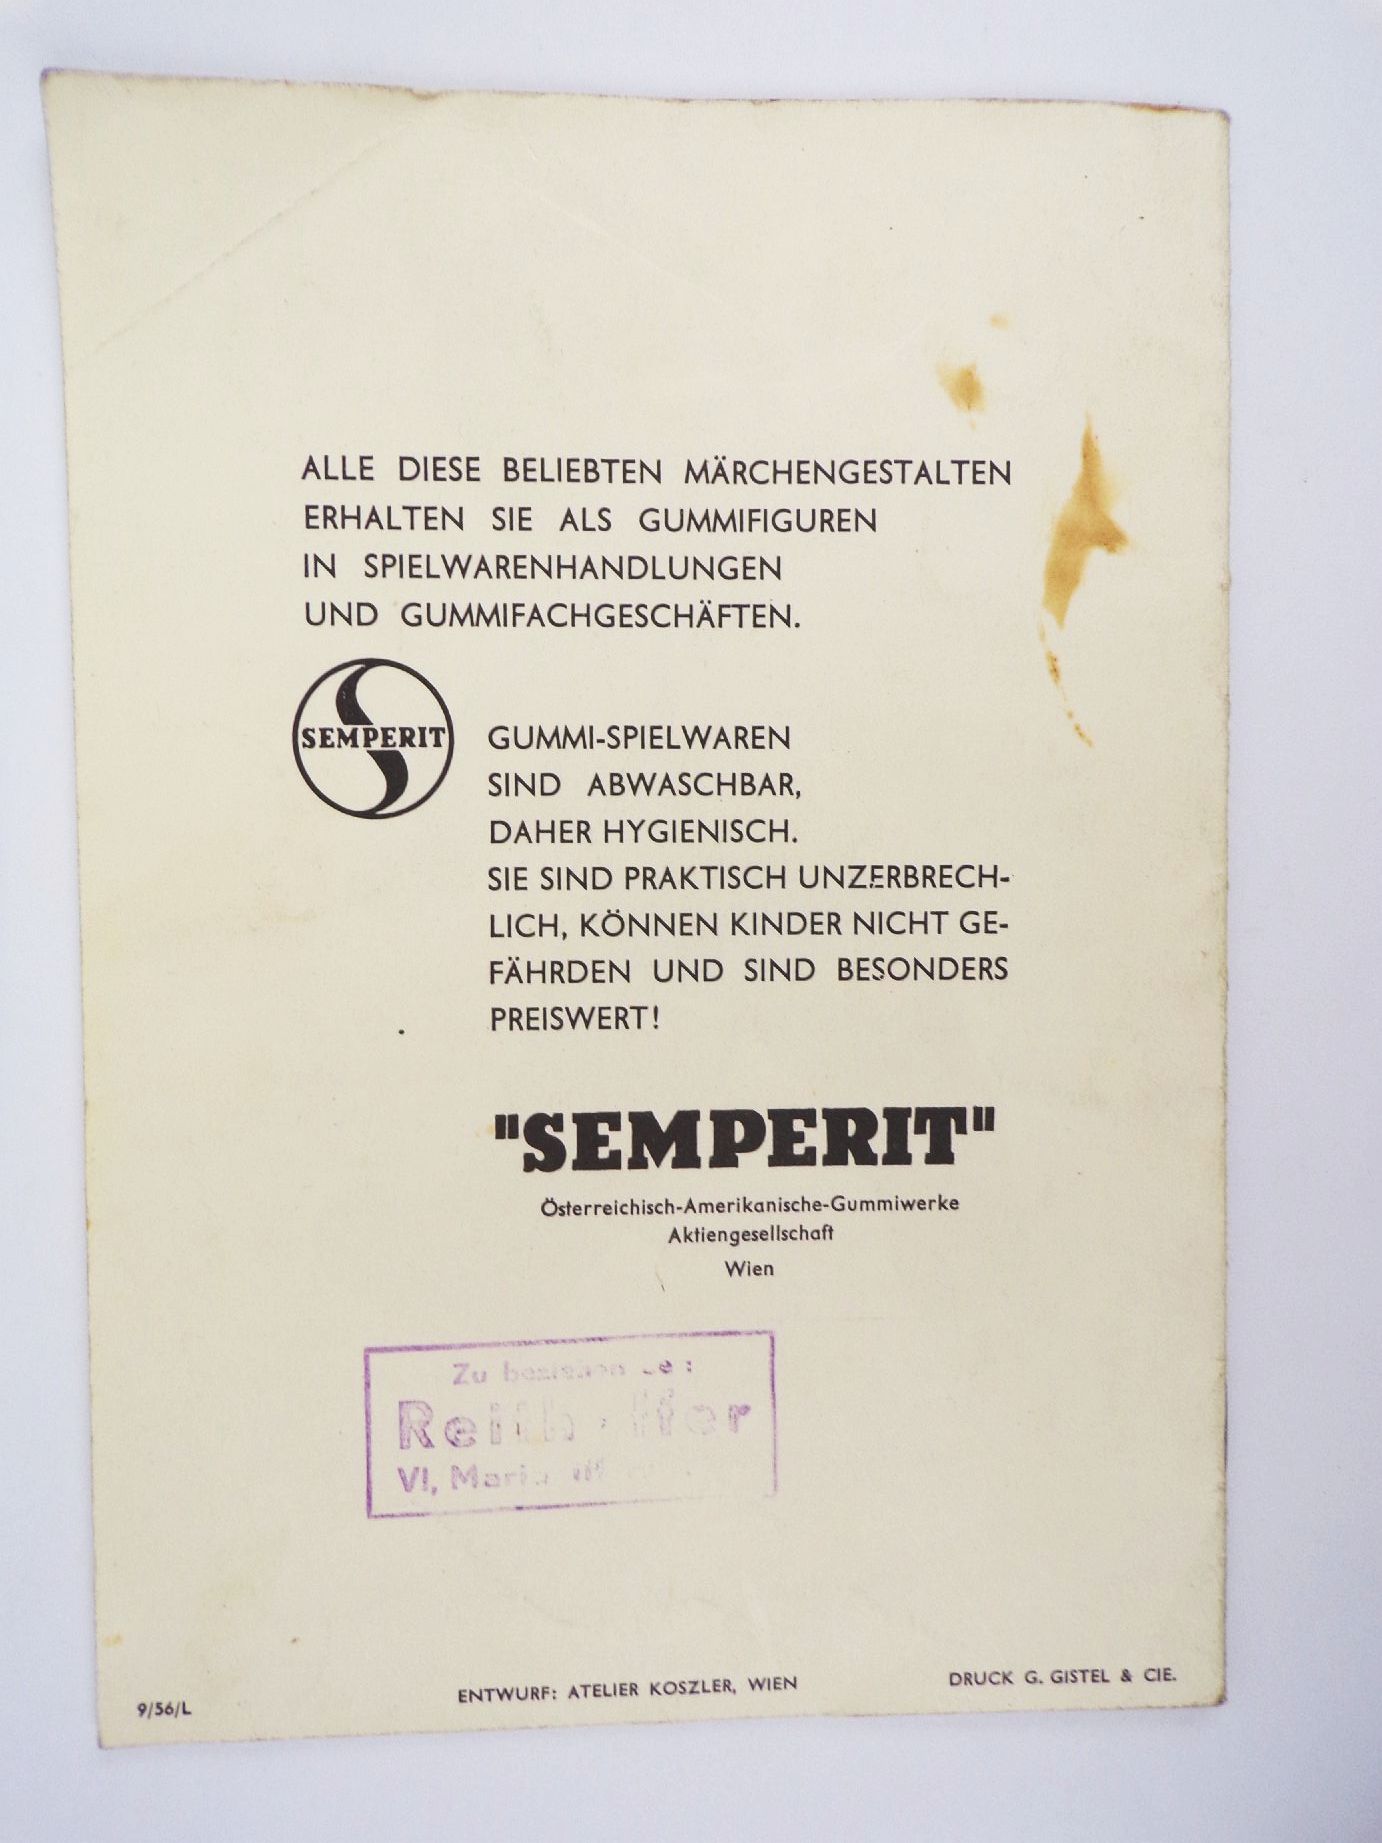 ALLE DIESE BELIEBTEN MÄRCHENGESTALTEN
ERHALTEN SIE ALS GUMMIFIGUREN
IN SPIELWARENHANDLUNGEN
UND GUMMIFACHGESCHÄFTEN.
SEMPERIT
GUMMI-SPIELWAREN
SIND ABWASCHBAR,
DAHER HYGIENISCH.
SIE SIND PRAKTISCH UNZERBRECH-
LICH, KÖNNEN KINDER NICHT GE-
FÄHRDEN UND SIND BESONDERS
PREISWERT!
"SEMPERIT"
Österreichisch-Amerikanische-Gummiwerke
Aktiengesellschaft
Wien
Zu beziehen
VI,
9/56/L
ENTWURF: ATELIER KOSZLER, WIEN
DRUCK G. GISTEL & CIE.